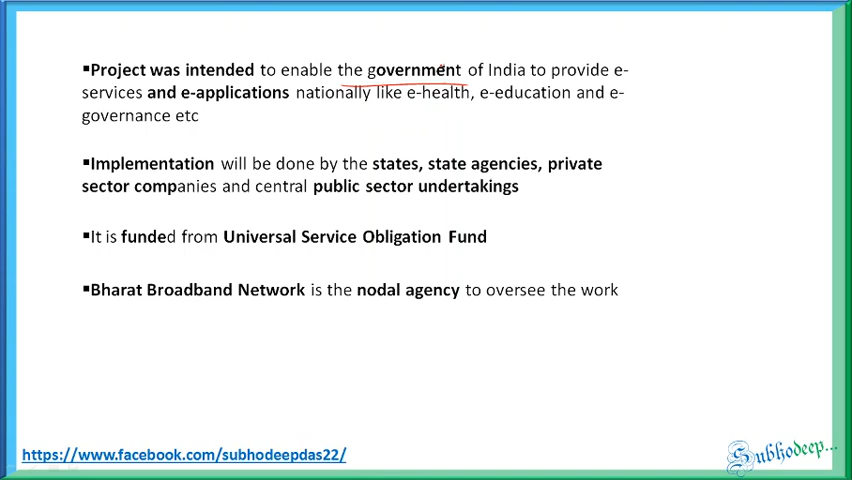 ▪Project was intended to enable the government of India to provide e-
services and e-applications nationally like e-health, e-education and e-
governance etc
▪Implementation will be done by the states, state agencies, private
sector companies and central public sector undertakings
▪It is funded from Universal Service Obligation Fund
▪Bharat Broadband Network is the nodal agency to oversee the work
https://www.facebook.com/subhodeepdas22/
Subhodeep...